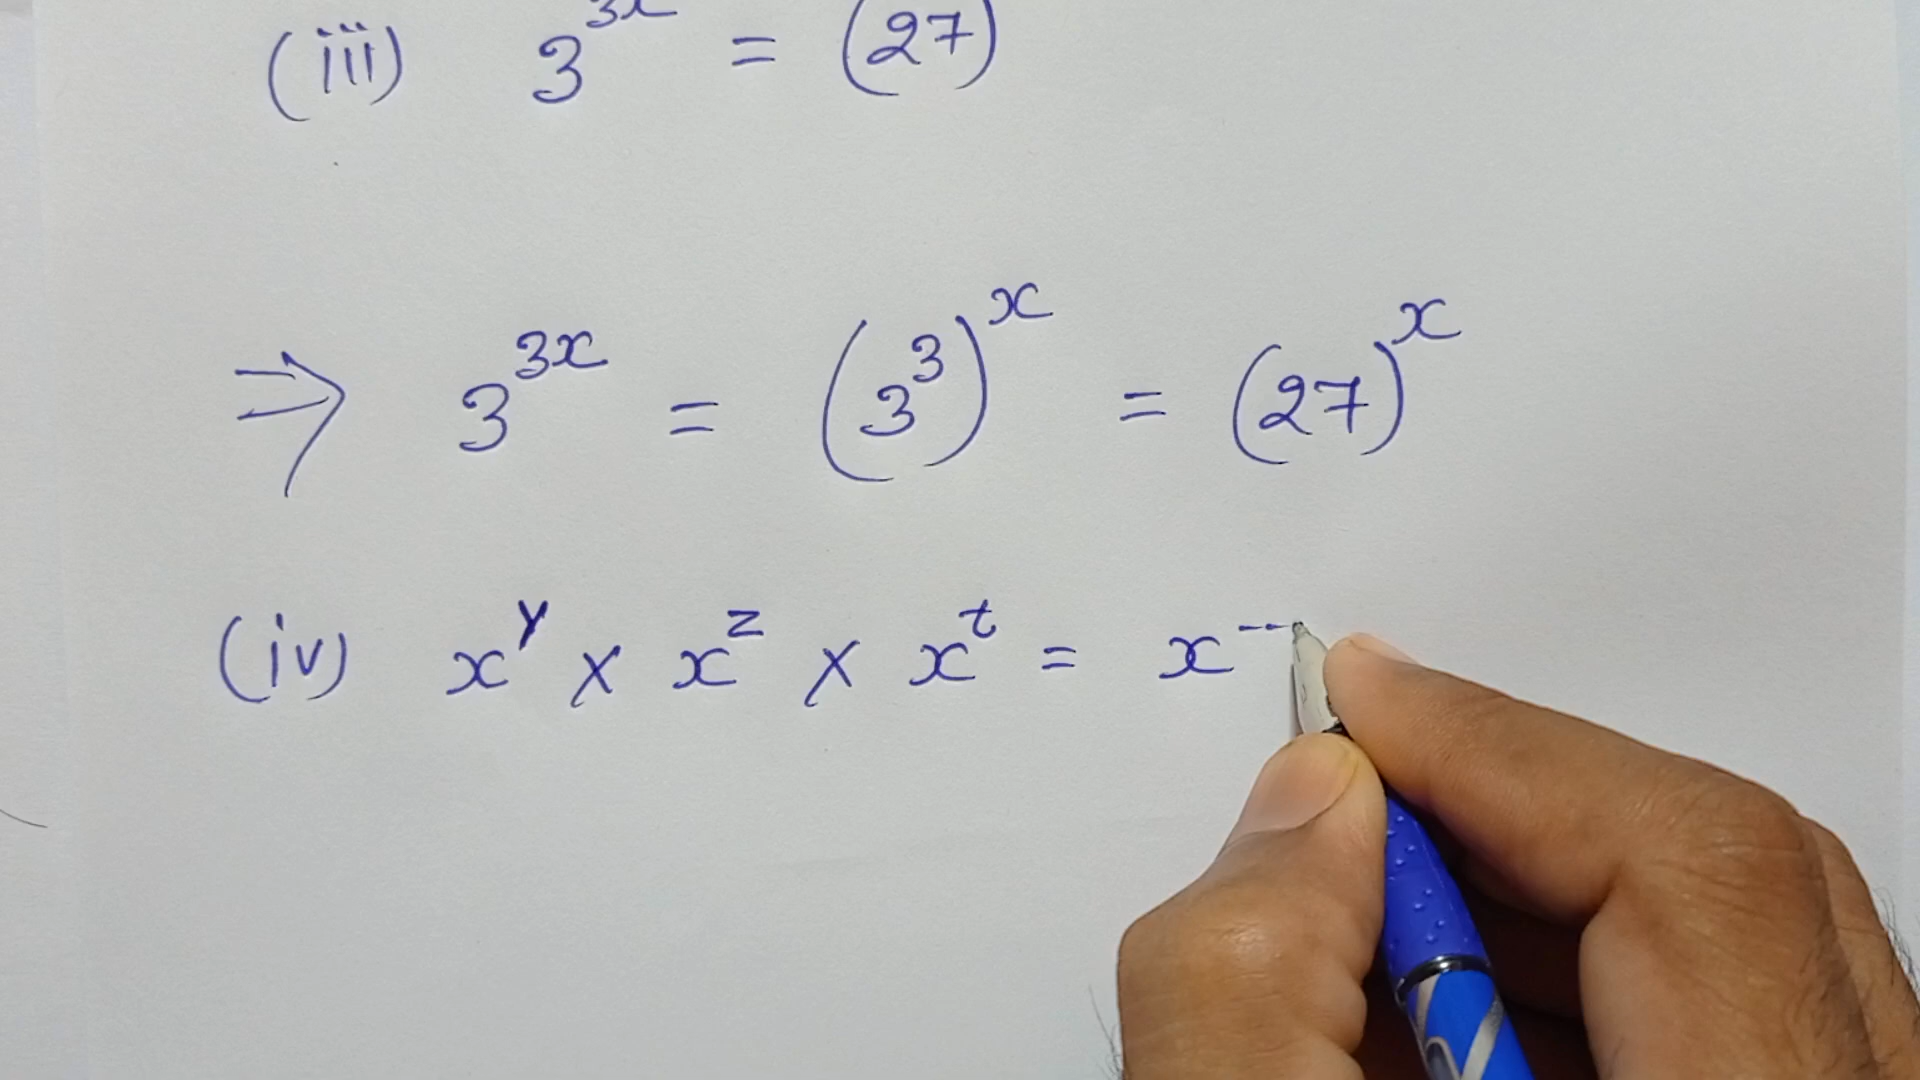 (iii) 3^{3x} = (27)
⇒ 3^{3x} = (3^3)^x = (27)^x
(iv) x^y × x^z × x^t = x^{---}